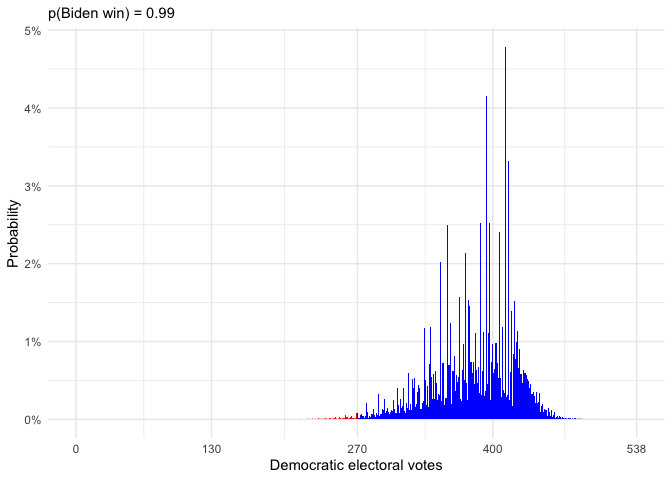 p(Biden win) = 0.99
5%
4%
3%
2%
1%
0%
Probability
0 130 270 400 538
Democratic electoral votes